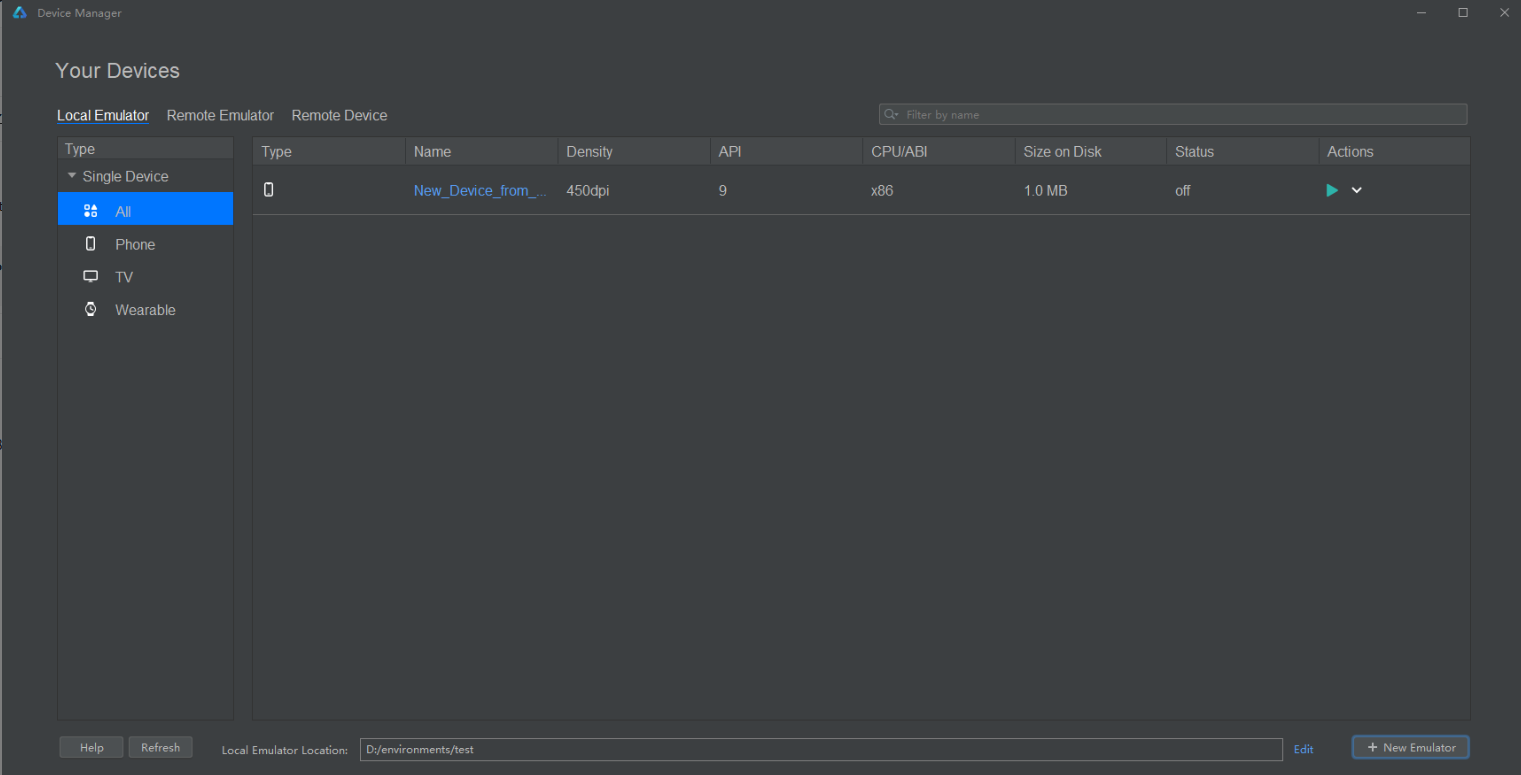 Device Manager
Your Devices
Local Emulator Remote Emulator Remote Device
Filter by name
Type
Single Device
All
Phone
TV
Wearable
Type Name Density API CPU/ABI Size on Disk Status Actions
New_Device_from_... 450dpi 9 x86 1.0 MB off
Help Refresh Local Emulator Location: D:/environments/test Edit + New Emulator